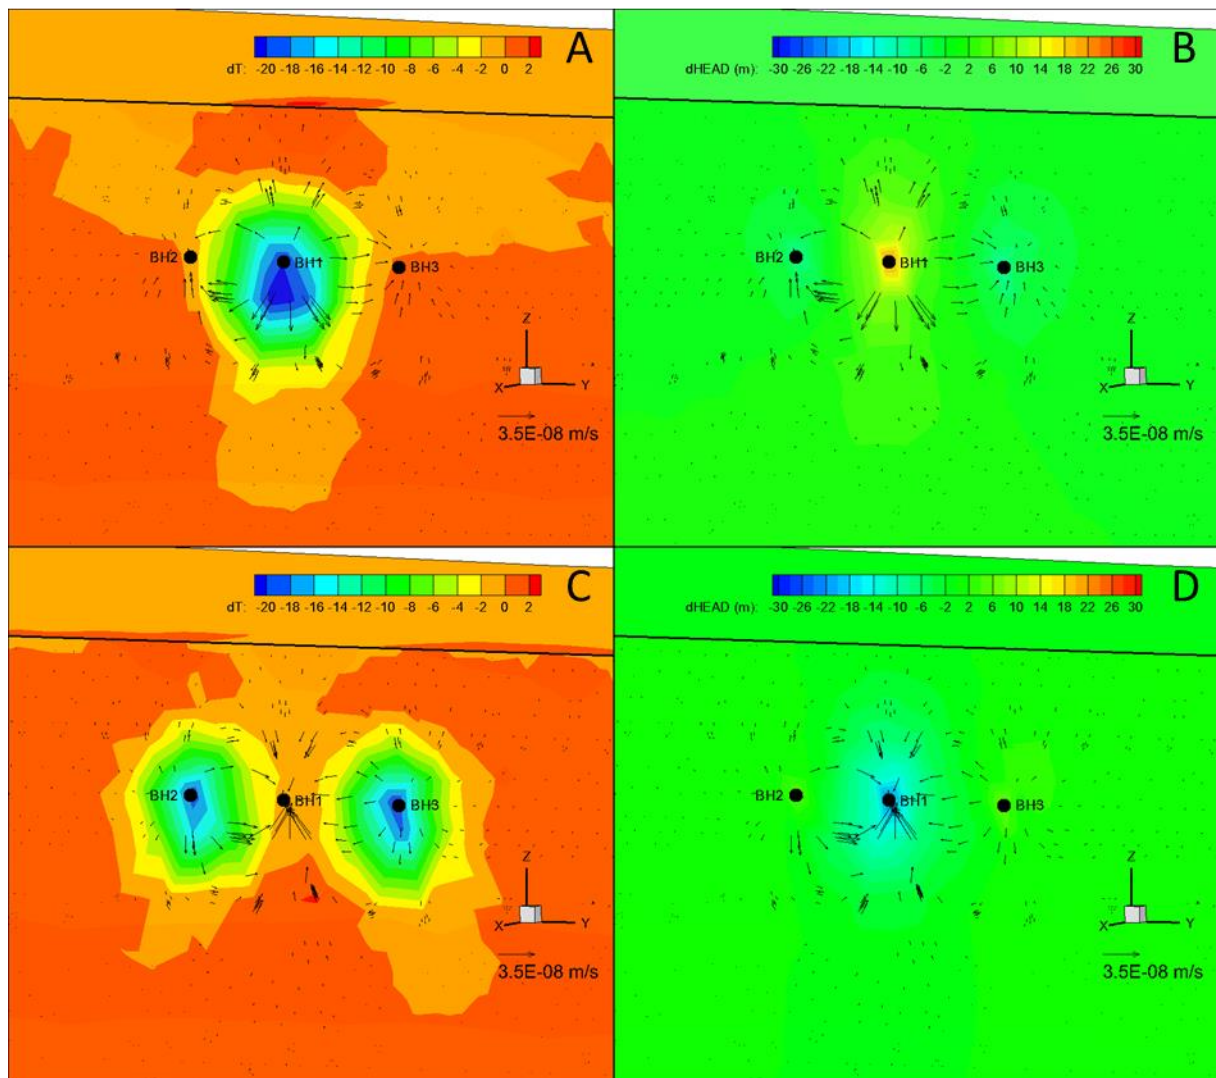 A
dT: -20 -18 -16 -14 -12 -10 -8 -6 -4 -2 0 2
BH2
BH1
BH3
Z
X
Y
3.5E-08 m/s
B
dHEAD (m): -30 -26 -22 -18 -14 -10 -6 -2 2 6 10 14 18 22 26 30
BH2
BH1
BH3
Z
X
Y
3.5E-08 m/s
C
dT: -20 -18 -16 -14 -12 -10 -8 -6 -4 -2 0 2
BH2
BH1
BH3
Z
X
Y
3.5E-08 m/s
D
dHEAD (m): -30 -26 -22 -18 -14 -10 -6 -2 2 6 10 14 18 22 26 30
BH2
BH1
BH3
Z
X
Y
3.5E-08 m/s